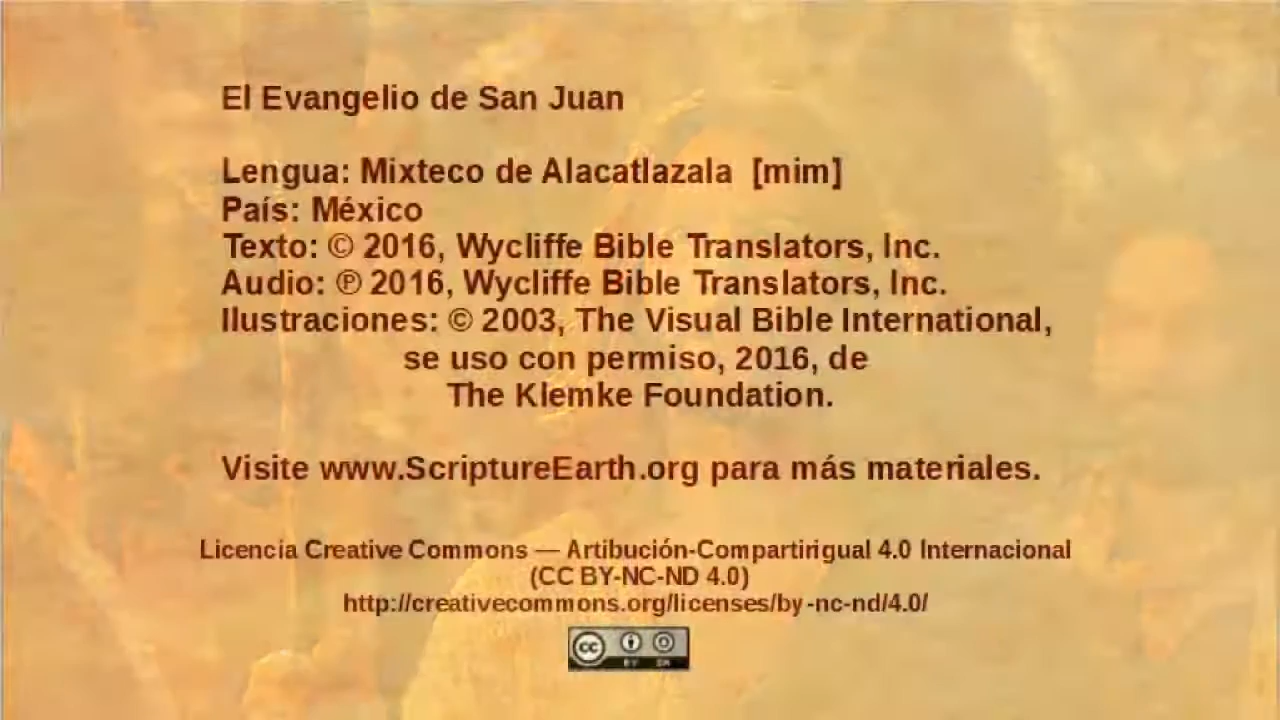 El Evangelio de San Juan
Lengua: Mixteco de Alacatlazala [mim]
País: México
Texto: © 2016, Wycliffe Bible Translators, Inc.
Audio: ℗ 2016, Wycliffe Bible Translators, Inc.
Ilustraciones: © 2003, The Visual Bible International,
se uso con permiso, 2016, de
The Klemke Foundation.
Visite www.ScriptureEarth.org para más materiales.
Licencia Creative Commons — Artibución-Compartirigual 4.0 Internacional
(CC BY-NC-ND 4.0)
http://creativecommons.org/licenses/by-nc-nd/4.0/
cc
BY SA